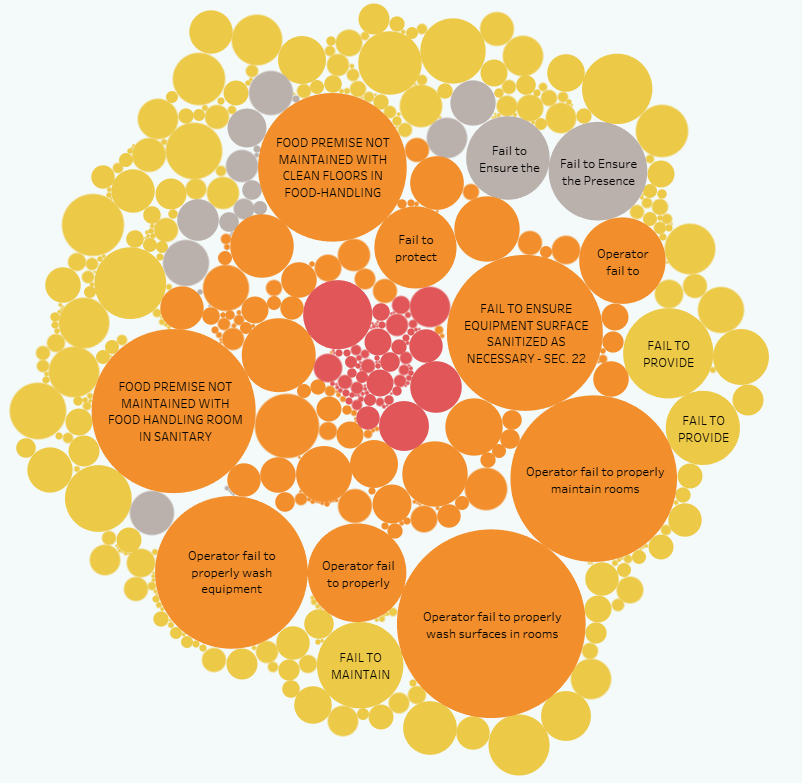 FOOD PREMISE NOT
MAINTAINED WITH
CLEAN FLOORS IN
FOOD-HANDLING
Fail to
Ensure the
Fail to Ensure
the Presence
Fail to
protect
Operator
fail to
FAIL TO ENSURE
EQUIPMENT SURFACE
SANITIZED AS
NECESSARY - SEC. 22
FAIL TO
PROVIDE
FOOD PREMISE NOT
MAINTAINED WITH
FOOD HANDLING ROOM
IN SANITARY
FAIL TO
PROVIDE
Operator fail to properly
maintain rooms
Operator fail to
properly wash
equipment
Operator fail
to properly
Operator fail to properly
wash surfaces in rooms
FAIL TO
MAINTAIN